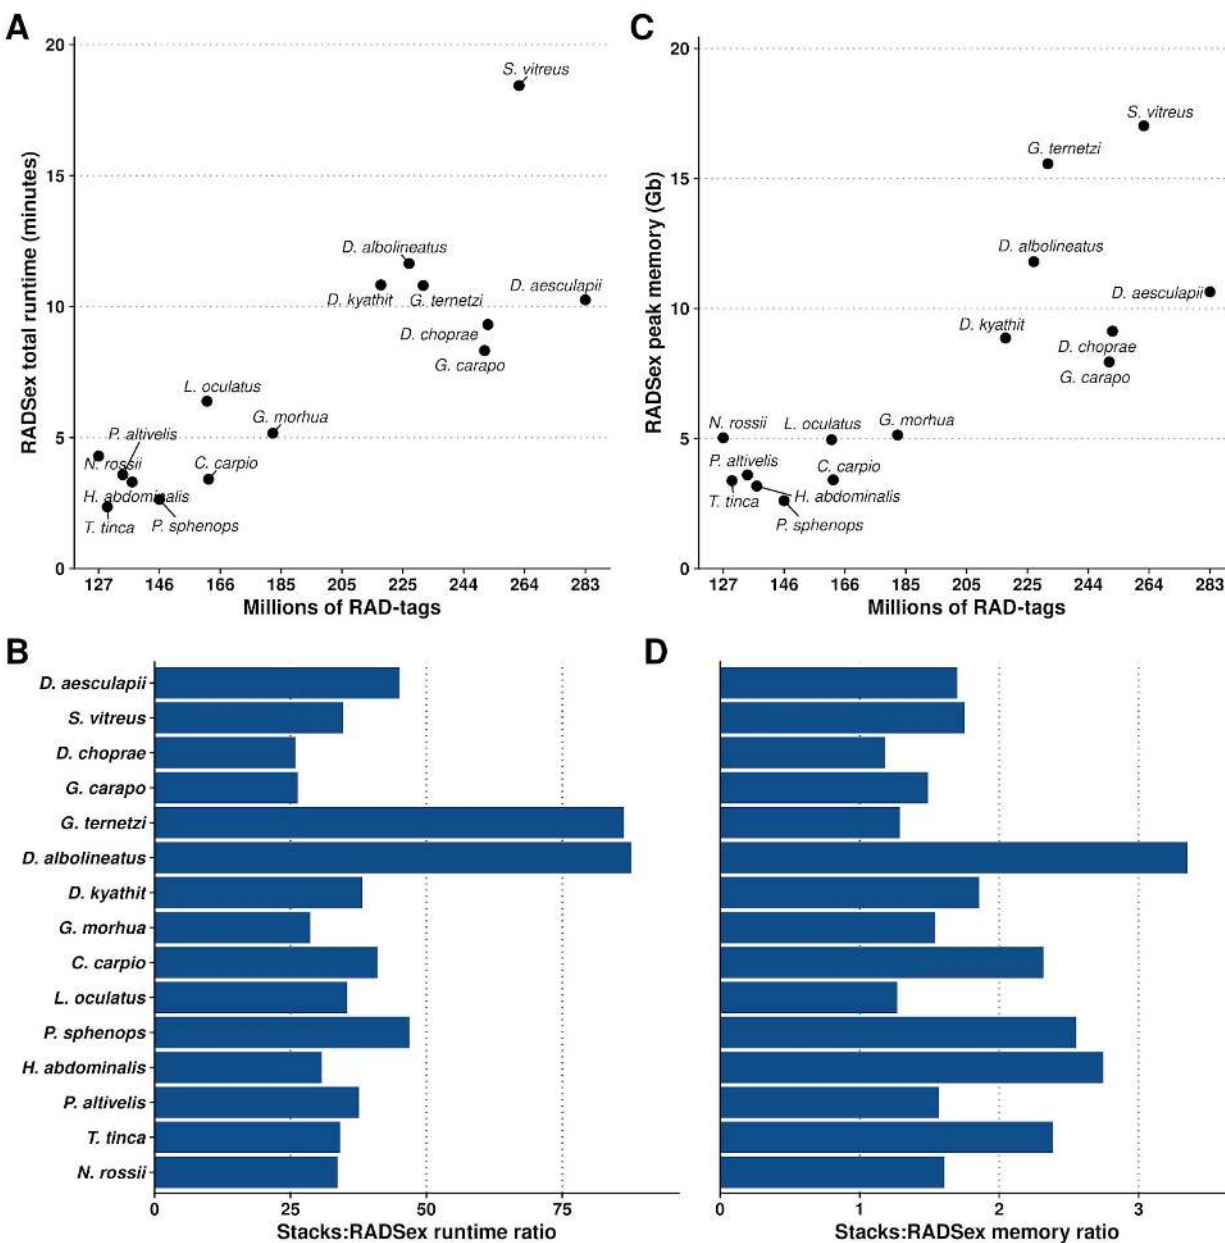 A
RADSex total runtime (minutes)
20
15
10
5
0
S. vitreus
D. albolineatus
D. kyathit
G. ternetzi
D. aesculapii
D. choprae
G. carapo
L. oculatus
G. morhua
P. altivelis
N. rossii
C. carpio
H. abdominalis
T. tinca
P. sphenops
127 146 166 185 205 225 244 264 283
Millions of RAD-tags
C
RADSex peak memory (Gb)
20
15
10
5
0
S. vitreus
G. ternetzi
D. albolineatus
D. aesculapii
D. kyathit
D. choprae
G. carapo
N. rossii
L. oculatus
G. morhua
P. altivelis
C. carpio
T. tinca
H. abdominalis
P. sphenops
127 146 166 185 205 225 244 264 283
Millions of RAD-tags
B
D. aesculapii
S. vitreus
D. choprae
G. carapo
G. ternetzi
D. albolineatus
D. kyathit
G. morhua
C. carpio
L. oculatus
P. sphenops
H. abdominalis
P. altivelis
T. tinca
N. rossii
0 25 50 75
Stacks:RADSex runtime ratio
D
0 1 2 3
Stacks:RADSex memory ratio